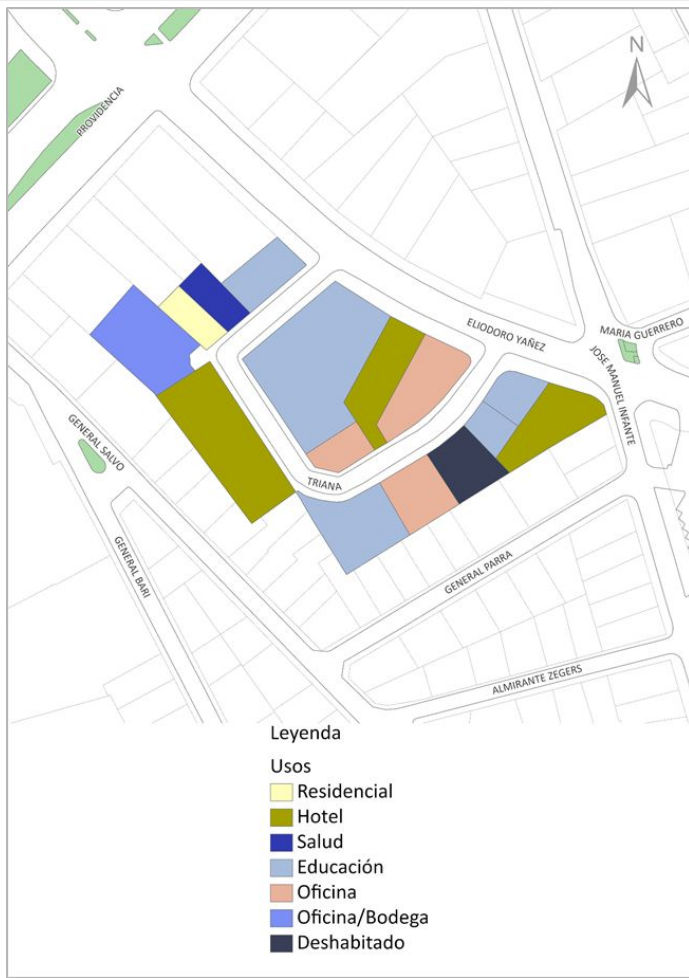 N
PROVIDENCIA
ELIODORO YAÑEZ
MARIA GUERRERO
JOSE MANUEL INFANTE
GENERAL SALVO
TRIANA
GENERAL BARI
GENERAL PARRA
ALMIRANTE ZEGERS
Leyenda
Usos
Residencial
Hotel
Salud
Educación
Oficina
Oficina/Bodega
Deshabitado